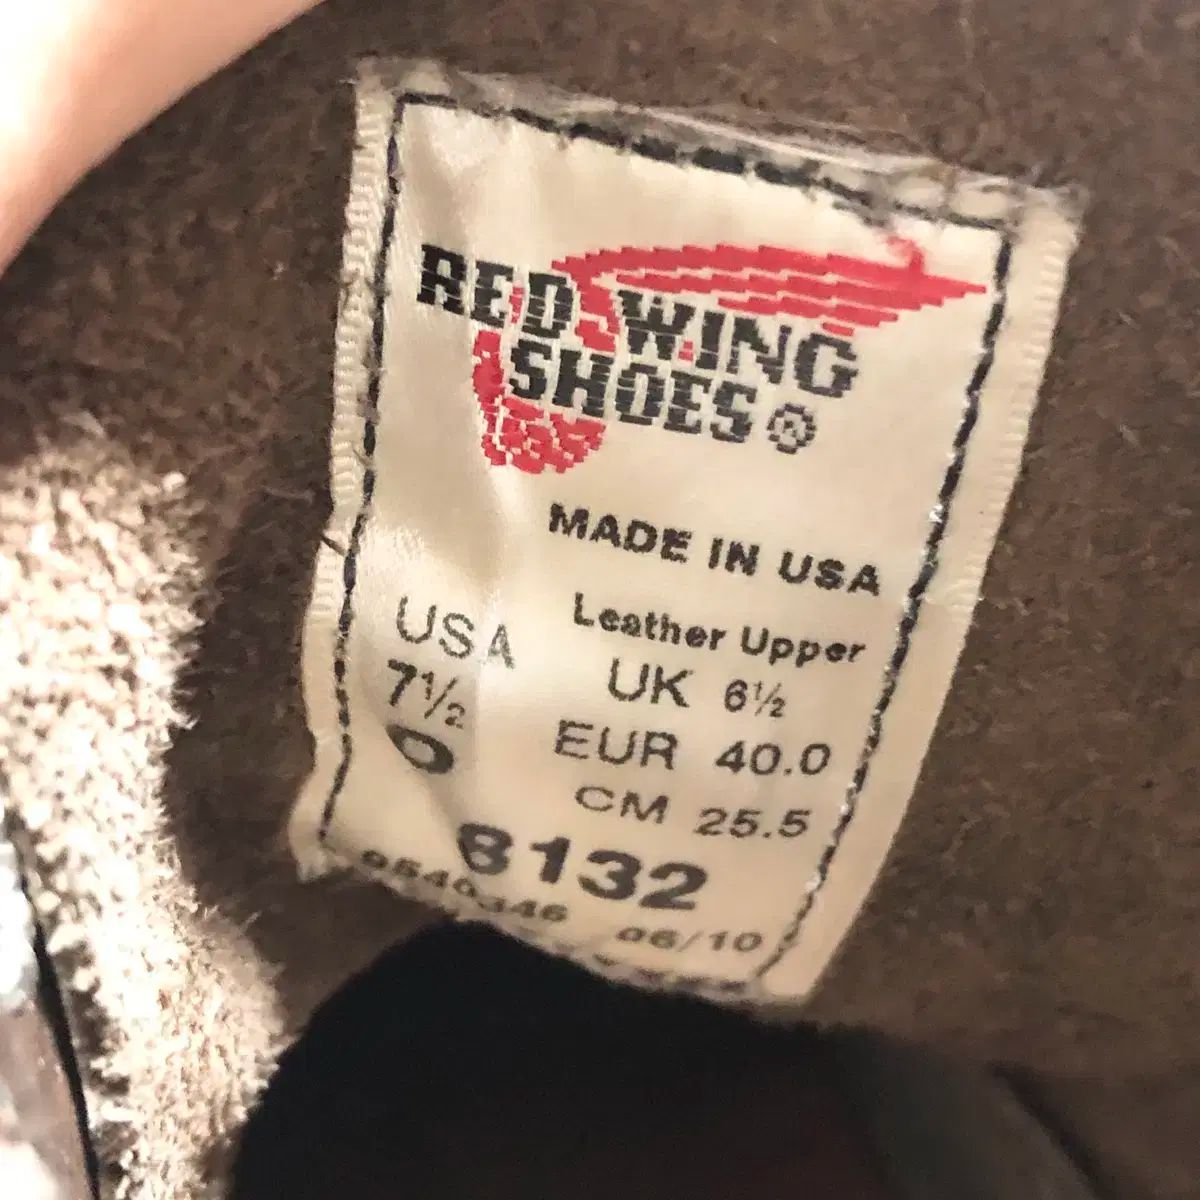 RED WING
SHOES ®
MADE IN USA
Leather Upper
USA
7½
D
UK 6½
EUR 40.0
CM 25.5
8132
9540346 06/10